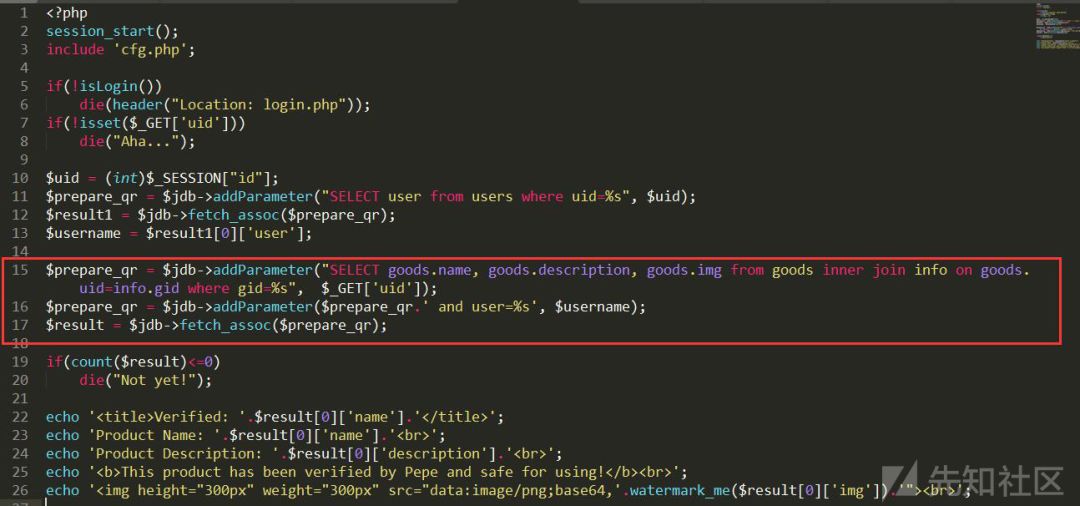 1 <?php
2 session_start();
3 include 'cfg.php';
4
5 if(!isLogin())
6 die(header("Location: login.php"));
7 if(!isset($_GET['uid']))
8 die("Aha...");
9
10 $uid = (int)$_SESSION["id"];
11 $prepare_qr = $jdb->addParameter("SELECT user from users where uid=%s", $uid);
12 $result1 = $jdb->fetch_assoc($prepare_qr);
13 $username = $result1[0]['user'];
14
15 $prepare_qr = $jdb->addParameter("SELECT goods.name, goods.description, goods.img from goods inner join info on goods.
uid=info.gid where gid=%s", $_GET['uid']);
16 $prepare_qr = $jdb->addParameter($prepare_qr.' and user=%s', $username);
17 $result = $jdb->fetch_assoc($prepare_qr);
18
19 if(count($result)<=0)
20 die("Not yet!");
21
22 echo '<title>Verified: '.$result[0]['name'].'</title>';
23 echo 'Product Name: '.$result[0]['name'].'<br>';
24 echo 'Product Description: '.$result[0]['description'].'<br>';
25 echo '<b>This product has been verified by Pepe and safe for using!</b><br>';
26 echo '<img height="300px" weight="300px" src="data:image/png;base64,'.watermark_me($result[0]['img']).'"><br>';
先知社区